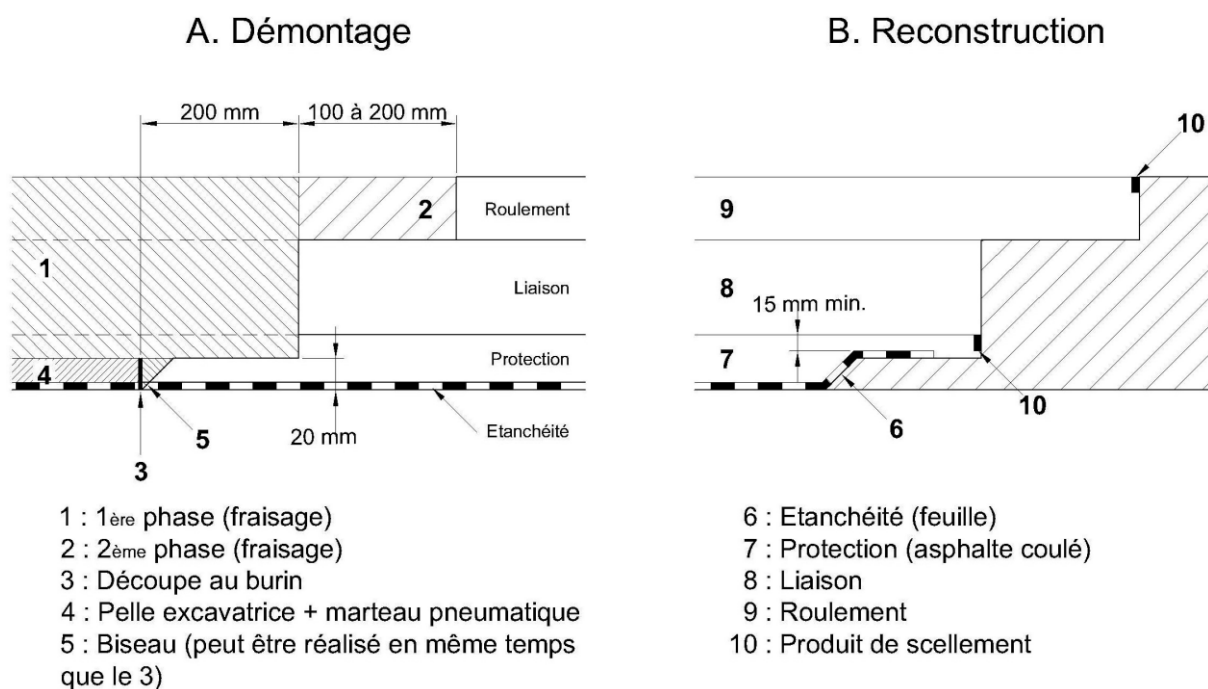 A. Démontage
B. Reconstruction
200 mm
100 à 200 mm
10
2
Roulement
9
1
Liaison
8
15 mm min.
Protection
7
4
20 mm
Etanchéité
5
3
6
10
1 : 1ère phase (fraisage)
2 : 2ème phase (fraisage)
3 : Découpe au burin
4 : Pelle excavatrice + marteau pneumatique
5 : Biseau (peut être réalisé en même temps
que le 3)
6 : Etanchéité (feuille)
7 : Protection (asphalte coulé)
8 : Liaison
9 : Roulement
10 : Produit de scellement